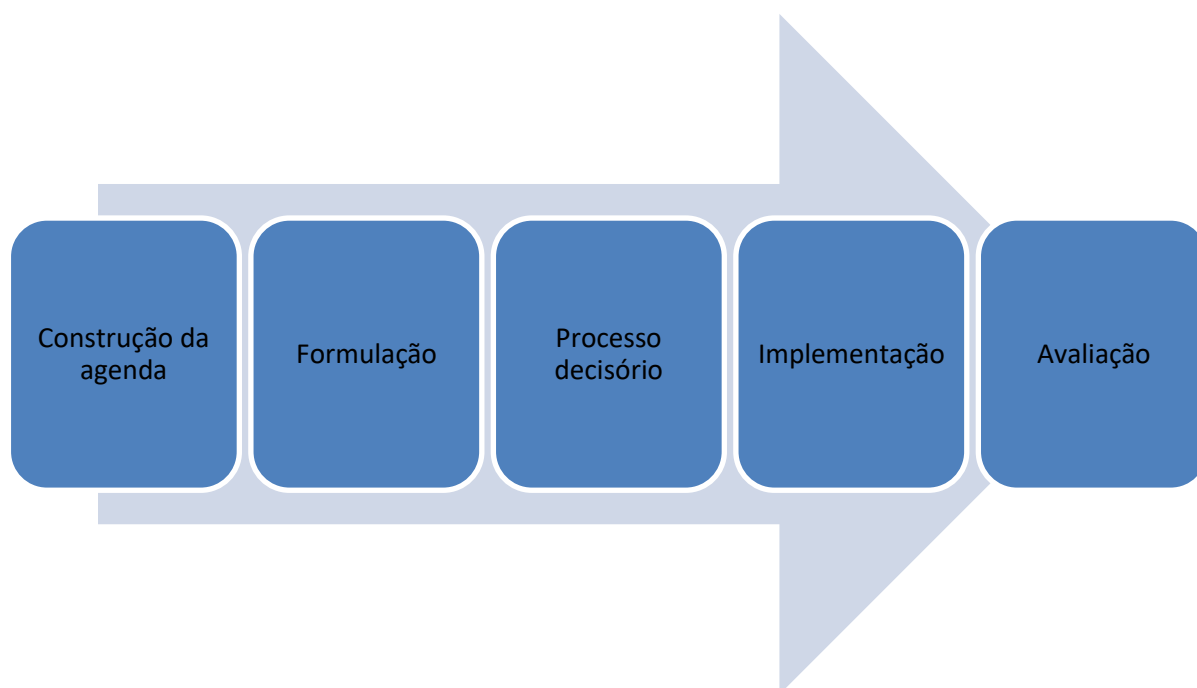 Construção da
agenda
Formulação
Processo
decisório
Implementação
Avaliação